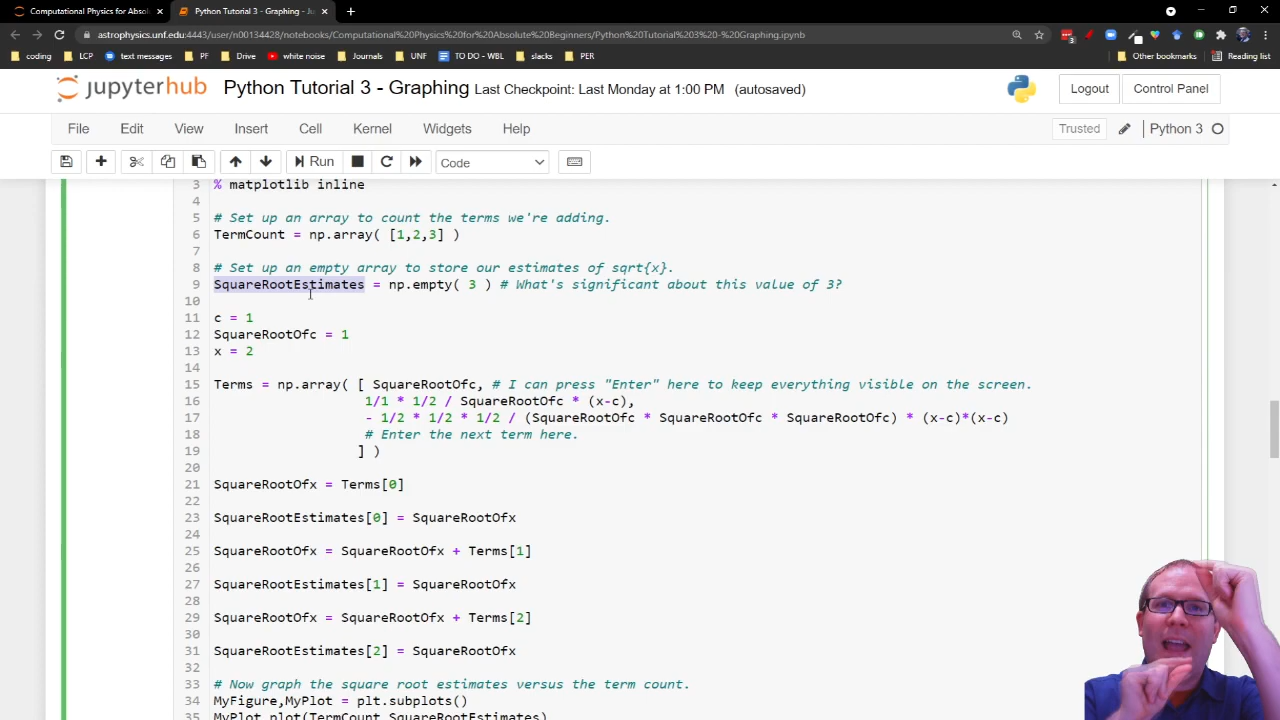 Computational Physics for Absolu
Python Tutorial 3 - Graphing - Ju
astrophysics.unf.edu:4443/user/n00134428/notebooks/Computational%20Physics%20for%20Absolute%20Beginners/Python%20Tutorial%203%20-%20Graphing.ipynb
coding LCP text messages PF Drive white noise Journals UNF TO DO - WBL slacks PER Other bookmarks Reading list
jupyterhub Python Tutorial 3 - Graphing Last Checkpoint: Last Monday at 1:00 PM (autosaved) Logout Control Panel
File Edit View Insert Cell Kernel Widgets Help Trusted Python 3
Run Code
3 % matplotlib inline
4
5 # Set up an array to count the terms we're adding.
6 TermCount = np.array( [1,2,3] )
7
8 # Set up an empty array to store our estimates of sqrt{x}.
9 SquareRootEstimates = np.empty( 3 ) # What's significant about this value of 3?
10
11 c = 1
12 SquareRootOfc = 1
13 x = 2
14
15 Terms = np.array( [ SquareRootOfc, # I can press "Enter" here to keep everything visible on the screen.
16 1/1 * 1/2 / SquareRootOfc * (x-c),
17 - 1/2 * 1/2 * 1/2 / (SquareRootOfc * SquareRootOfc * SquareRootOfc) * (x-c)*(x-c)
18 # Enter the next term here.
19 ] )
20
21 SquareRootOfx = Terms[0]
22
23 SquareRootEstimates[0] = SquareRootOfx
24
25 SquareRootOfx = SquareRootOfx + Terms[1]
26
27 SquareRootEstimates[1] = SquareRootOfx
28
29 SquareRootOfx = SquareRootOfx + Terms[2]
30
31 SquareRootEstimates[2] = SquareRootOfx
32
33 # Now graph the square root estimates versus the term count.
34 MyFigure,MyPlot = plt.subplots()
35 MyPlot.plot(TermCount,SquareRootEstimates)